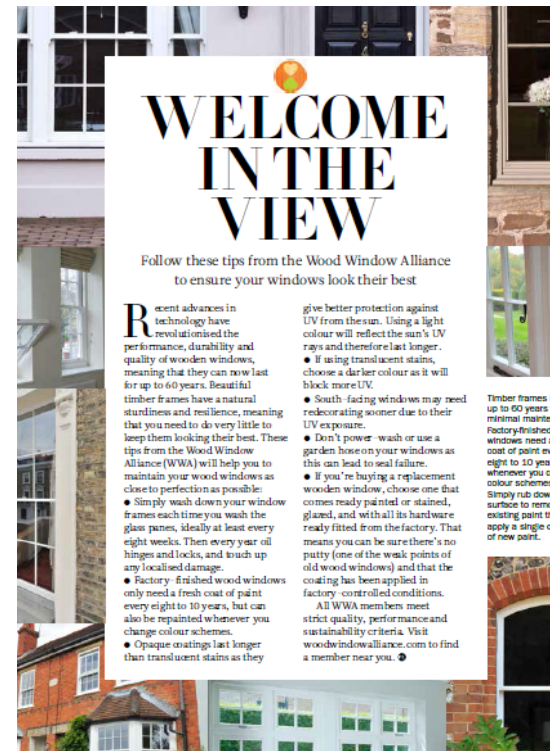 WELCOME
IN THE
VIEW
Follow these tips from the Wood Window Alliance
to ensure your windows look their best
Recent advances in
technology have
revolutionised the
performance, durability and
quality of wooden windows,
meaning that they can now last
for up to 60 years. Beautiful
timber frames have a natural
sturdiness and resilience, meaning
that you need to do very little to
keep them looking their best. These
tips from the Wood Window
Alliance (WWA) will help you to
maintain your wood windows as
close to perfection as possible:
● Simply wash down your window
frames each time you wash the
glass panes, ideally at least every
eight weeks. Then every year oil
hinges and locks, and touch up
any localised damage.
● Factory-finished wood windows
only need a fresh coat of paint
every eight to 10 years, but can
also be repainted whenever you
change colour schemes.
● Opaque coatings last longer
than translucent stains as they
give better protection against
UV from the sun. Using a light
colour will reflect the sun's UV
rays and therefore last longer.
● If using translucent stains,
choose a darker colour as it will
block more UV.
● South-facing windows may need
redecorating sooner due to their
UV exposure.
● Don't power-wash or use a
garden hose on your windows as
this can lead to seal failure.
● If you're buying a replacement
wooden window, choose one that
comes ready painted or stained,
glazed, and with all its hardware
ready fitted from the factory. That
means you can be sure there's no
putty (one of the weak points of
old wood windows) and that the
coating has been applied in
factory-controlled conditions.
All WWA members meet
strict quality, performance and
sustainability criteria. Visit
woodwindowalliance.com to find
a member near you.
Timber frames
up to 60 years
minimal mainte
Factory-finished
windows need
coat of paint ev
eight to 10 yea
whenever you c
colour schemes
Simply rub dow
surface to remo
existing paint th
apply a single c
of new paint.